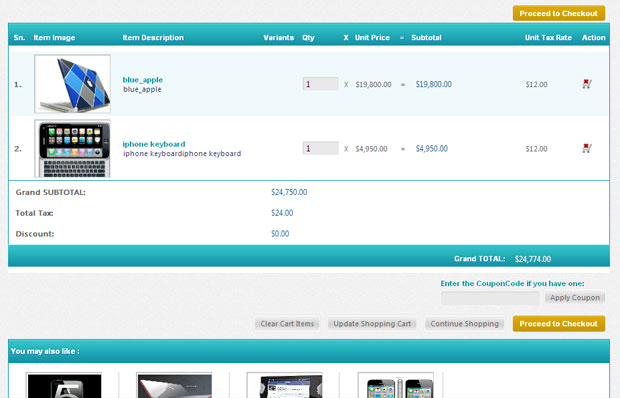 Proceed to Checkout
Sn. Item Image Item Description Variants Qty X Unit Price = Subtotal Unit Tax Rate Action
1. blue_apple 1 X $19,800.00 = $19,800.00 $12.00
blue_apple
2. iphone keyboard 1 X $4,950.00 = $4,950.00 $12.00
iphone keyboardiphone keyboard
Grand SUBTOTAL: $24,750.00
Total Tax: $24.00
Discount: $0.00
Grand TOTAL: $24,774.00
Enter the CouponCode if you have one:
Apply Coupon
Clear Cart Items Update Shopping Cart Continue Shopping Proceed to Checkout
You may also like :